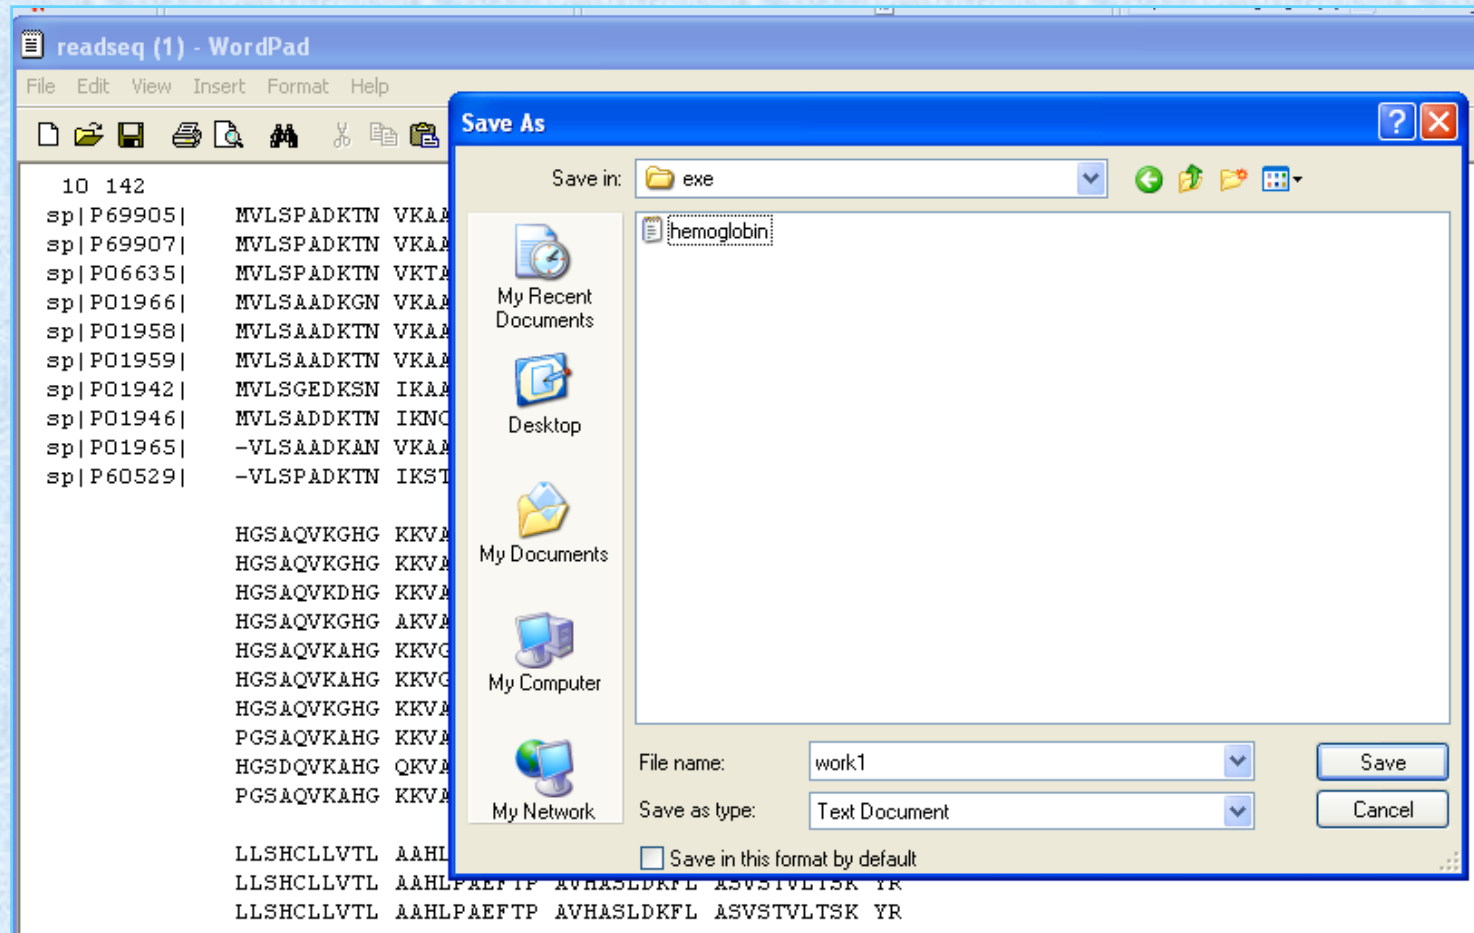 readseq (1) - WordPad
File Edit View Insert Format Help
Save As
Save in: exe
hemoglobin
My Recent
Documents
Desktop
My Documents
My Computer
My Network
File name: work1
Save
Save as type: Text Document
Cancel
Save in this format by default
10 142
sp|P69905| MVLSPADKTN VKAA
sp|P69907| MVLSPADKTN VKAA
sp|P06635| MVLSPADKTN VKTA
sp|P01966| MVLSAADKGN VKAA
sp|P01958| MVLSAADKTN VKAA
sp|P01959| MVLSAADKTN VKAA
sp|P01942| MVLSGEDKSN IKAA
sp|P01946| MVLSADDKTN IKNC
sp|P01965| -VLSAADKAN VKAA
sp|P60529| -VLSPADKTN IKST
HGSAQVKGHG KKVA
HGSAQVKGHG KKVA
HGSAQVKDHG KKVA
HGSAQVKGHG AKVA
HGSAQVKAHG KKVG
HGSAQVKAHG KKVG
HGSAQVKGHG KKVA
PGSAQVKAHG KKVA
HGSDQVKAHG QKVA
PGSAQVKAHG KKVA
LLSHCLLVTL AAHL
LLSHCLLVTL AAHLPAEFTP AVHASLDKFL ASVSTVLTSK YR
LLSHCLLVTL AAHLPAEFTP AVHASLDKFL ASVSTVLTSK YR